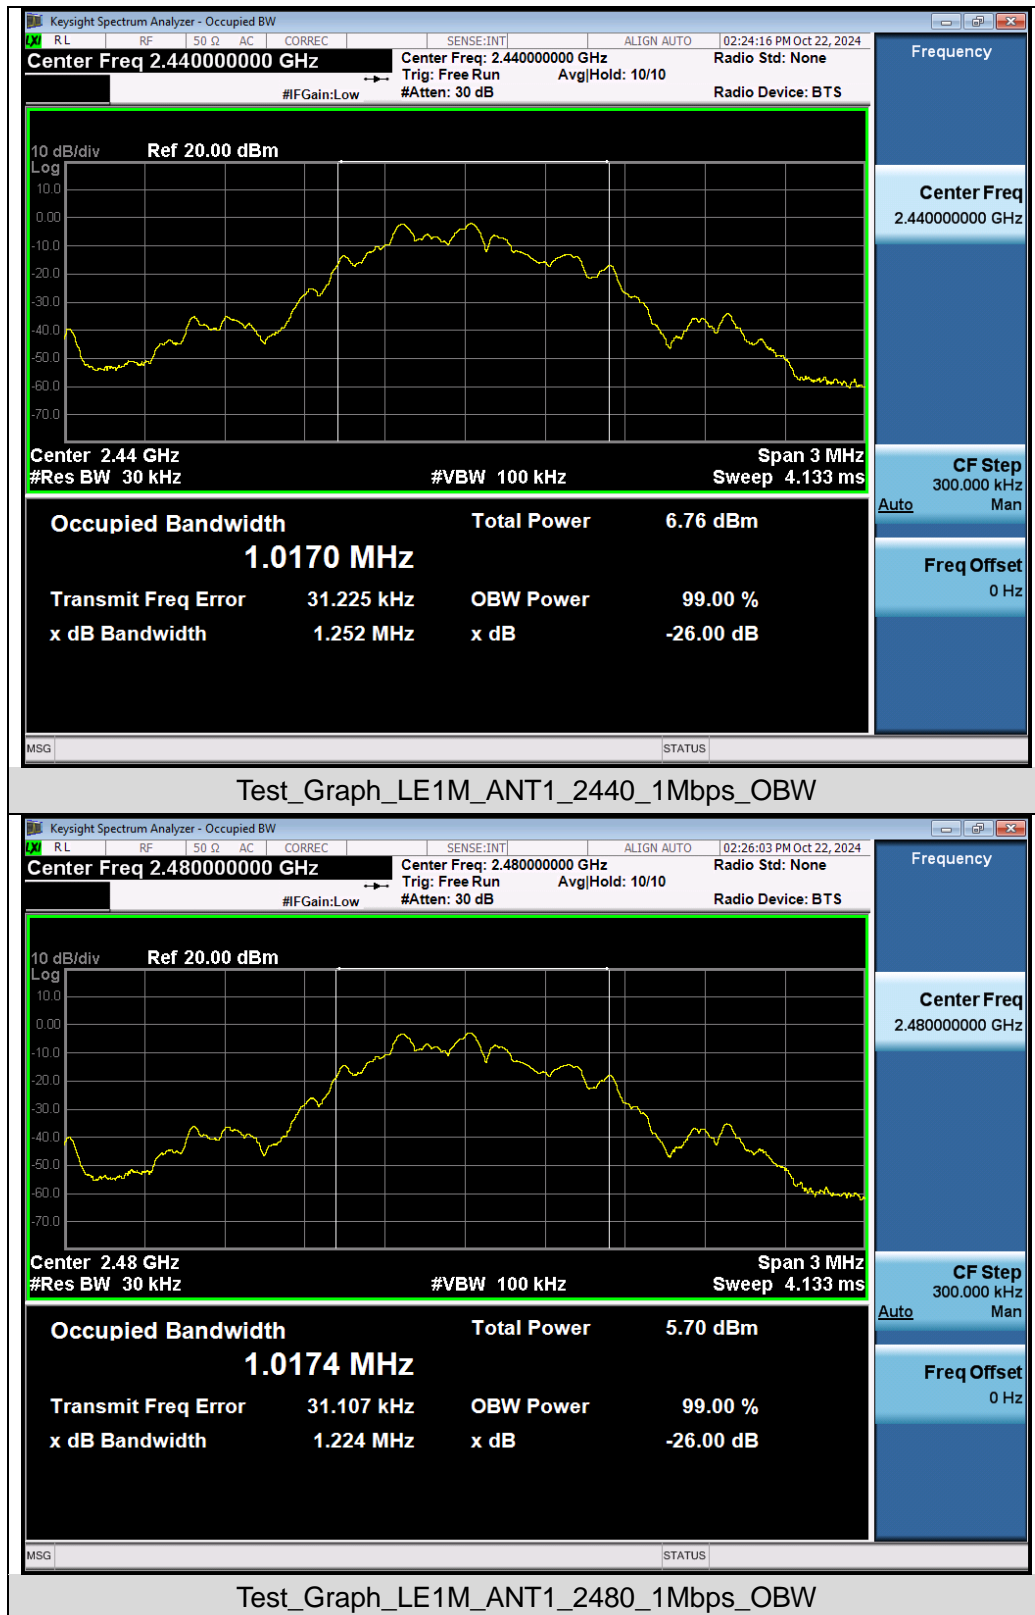 Keysight Spectrum Analyzer - Occupied BW
LXI RL RF 50 Ω AC CORREC SENSE:INT ALIGN AUTO 02:24:16 PM Oct 22, 2024
Center Freq 2.440000000 GHz
Center Freq: 2.440000000 GHz
Radio Std: None
Trig: Free Run Avg|Hold: 10/10
#IFGain:Low
#Atten: 30 dB
Radio Device: BTS
Frequency
10 dB/div Ref 20.00 dBm
Log
10.0
0.00
-10.0
-20.0
-30.0
-40.0
-50.0
-60.0
-70.0
Center 2.44 GHz Span 3 MHz
#Res BW 30 kHz #VBW 100 kHz Sweep 4.133 ms
Center Freq
2.440000000 GHz
CF Step
300.000 kHz
Auto Man
Freq Offset
0 Hz
Occupied Bandwidth Total Power 6.76 dBm
1.0170 MHz
Transmit Freq Error 31.225 kHz OBW Power 99.00 %
x dB Bandwidth 1.252 MHz x dB -26.00 dB
MSG STATUS
Test_Graph_LE1M_ANT1_2440_1Mbps_OBW
Keysight Spectrum Analyzer - Occupied BW
LXI RL RF 50 Ω AC CORREC SENSE:INT ALIGN AUTO 02:26:03 PM Oct 22, 2024
Center Freq 2.480000000 GHz
Center Freq: 2.480000000 GHz
Radio Std: None
Trig: Free Run Avg|Hold: 10/10
#IFGain:Low
#Atten: 30 dB
Radio Device: BTS
Frequency
10 dB/div Ref 20.00 dBm
Log
10.0
0.00
-10.0
-20.0
-30.0
-40.0
-50.0
-60.0
-70.0
Center 2.48 GHz Span 3 MHz
#Res BW 30 kHz #VBW 100 kHz Sweep 4.133 ms
Center Freq
2.480000000 GHz
CF Step
300.000 kHz
Auto Man
Freq Offset
0 Hz
Occupied Bandwidth Total Power 5.70 dBm
1.0174 MHz
Transmit Freq Error 31.107 kHz OBW Power 99.00 %
x dB Bandwidth 1.224 MHz x dB -26.00 dB
MSG STATUS
Test_Graph_LE1M_ANT1_2480_1Mbps_OBW